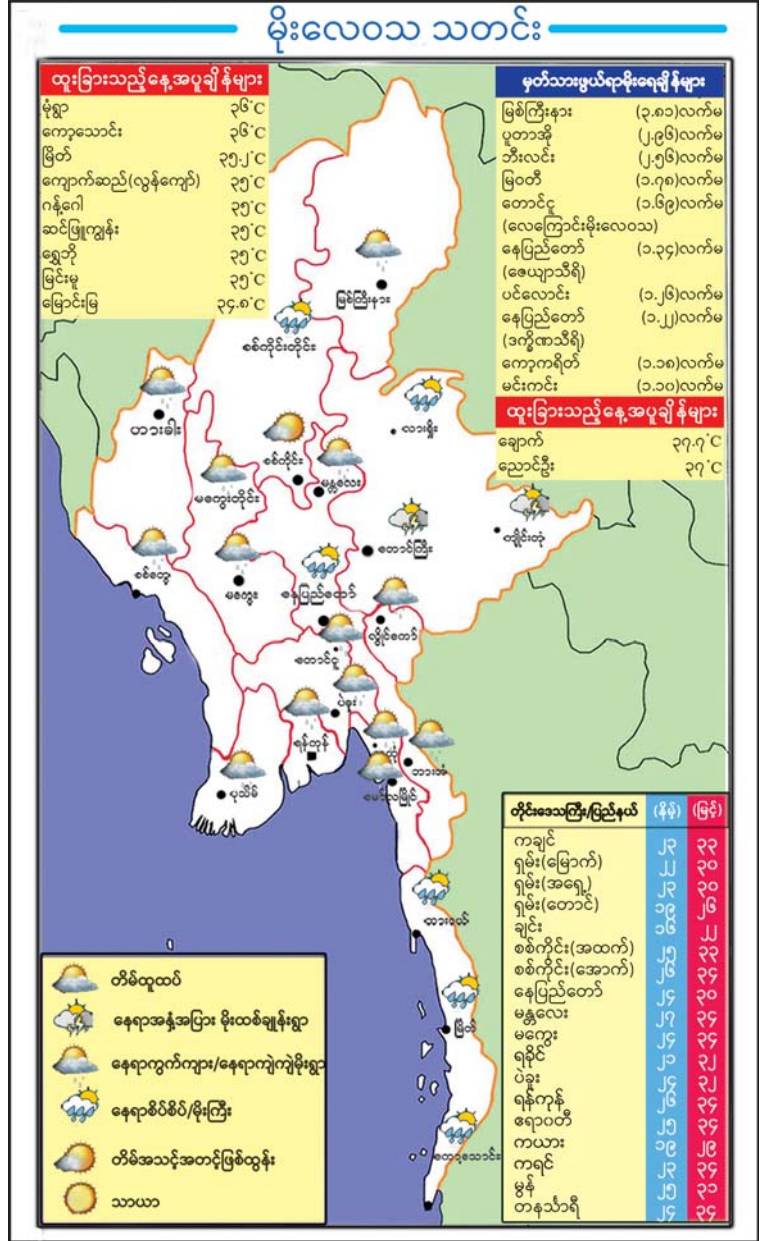 မိုးလေဝသ သတင်း
ထူးခြားသည့်နေ့အပူချိန်များ
မုံရွာ ၃၆°C
ကော့သောင်း ၃၆°C
မြိတ် ၃၅.၂°C
ကျောက်ဆည်(လွန်ကျော်) ၃၅°C
ဂန့်ဂေါ ၃၅°C
ဆင်ဖြူကျွန်း ၃၅°C
ရွှေဘို ၃၅°C
မြင်းမူ ၃၅°C
မြောင်းမြ ၃၄.၈°C
မှတ်သားဖွယ်ရာမိုးရေချိန်များ
မြစ်ကြီးနား (၃.၈၁)လက်မ
ပူတာအို (၂.၉၆)လက်မ
ဘီးလင်း (၂.၅၆)လက်မ
မြဝတီ (၁.၇၈)လက်မ
တောင်ငူ (၁.၆၉)လက်မ
(လေကြောင်းမိုးလေဝသ)
နေပြည်တော် (၁.၃၄)လက်မ
(ဇေယျာသီရိ)
ပင်လောင်း (၁.၂၆)လက်မ
နေပြည်တော် (၁.၂၂)လက်မ
(ဒက္ခိဏသီရိ)
ကော့ကရိတ် (၁.၁၈)လက်မ
မင်းကင်း (၁.၁၀)လက်မ
ထူးခြားသည့်နေ့အပူချိန်များ
ချောက် ၃၇.၇°C
ညောင်ဦး ၃၇°C
မြစ်ကြီးနား
စစ်ကိုင်းတိုင်း
ဟားခါး
လားရှိုး
စစ်ကိုင်း
မန္တလေး
မကွေးတိုင်း
ကျိုင်းတုံ
တောင်ကြီး
စစ်တွေ
မကွေး
နေပြည်တော်
လွိုင်ကော်
တောင်ငူ
ပဲခူး
ရန်ကုန်
ဘားအံ
ပုသိမ်
မော်လမြိုင်
ထားဝယ်
မြိတ်
ကော့သောင်း
တိမ်ထူထပ်
နေရာအနှံ့အပြား မိုးထစ်ချုန်းရွာ
နေရာကွက်ကျား/နေရာကျဲကျဲမိုးရွာ
နေရာစိပ်စိပ်/မိုးကြီး
တိမ်အသင့်အတင့်ဖြစ်ထွန်း
သာယာ
တိုင်းဒေသကြီး/ပြည်နယ် (နိမ့်) (မြင့်)
ကချင် ၂၃ ၃၃
ရှမ်း(မြောက်) ၂၂ ၃၀
ရှမ်း(အရှေ့) ၂၃ ၃၀
ရှမ်း(တောင်) ၁၉ ၂၆
ချင်း ၁၆ ၂၂
စစ်ကိုင်း(အထက်) ၂၅ ၃၃
စစ်ကိုင်း(အောက်) ၂၆ ၃၄
နေပြည်တော် ၂၄ ၃၀
မန္တလေး ၂၇ ၃၄
မကွေး ၂၄ ၃၄
ရခိုင် ၂၁ ၃၂
ပဲခူး ၂၄ ၃၂
ရန်ကုန် ၂၆ ၃၄
ဧရာဝတီ ၂၅ ၃၄
ကယား ၁၉ ၂၉
ကရင် ၂၃ ၃၄
မွန် ၂၅ ၃၁
တနင်္သာရီ ၂၄ ၃၄